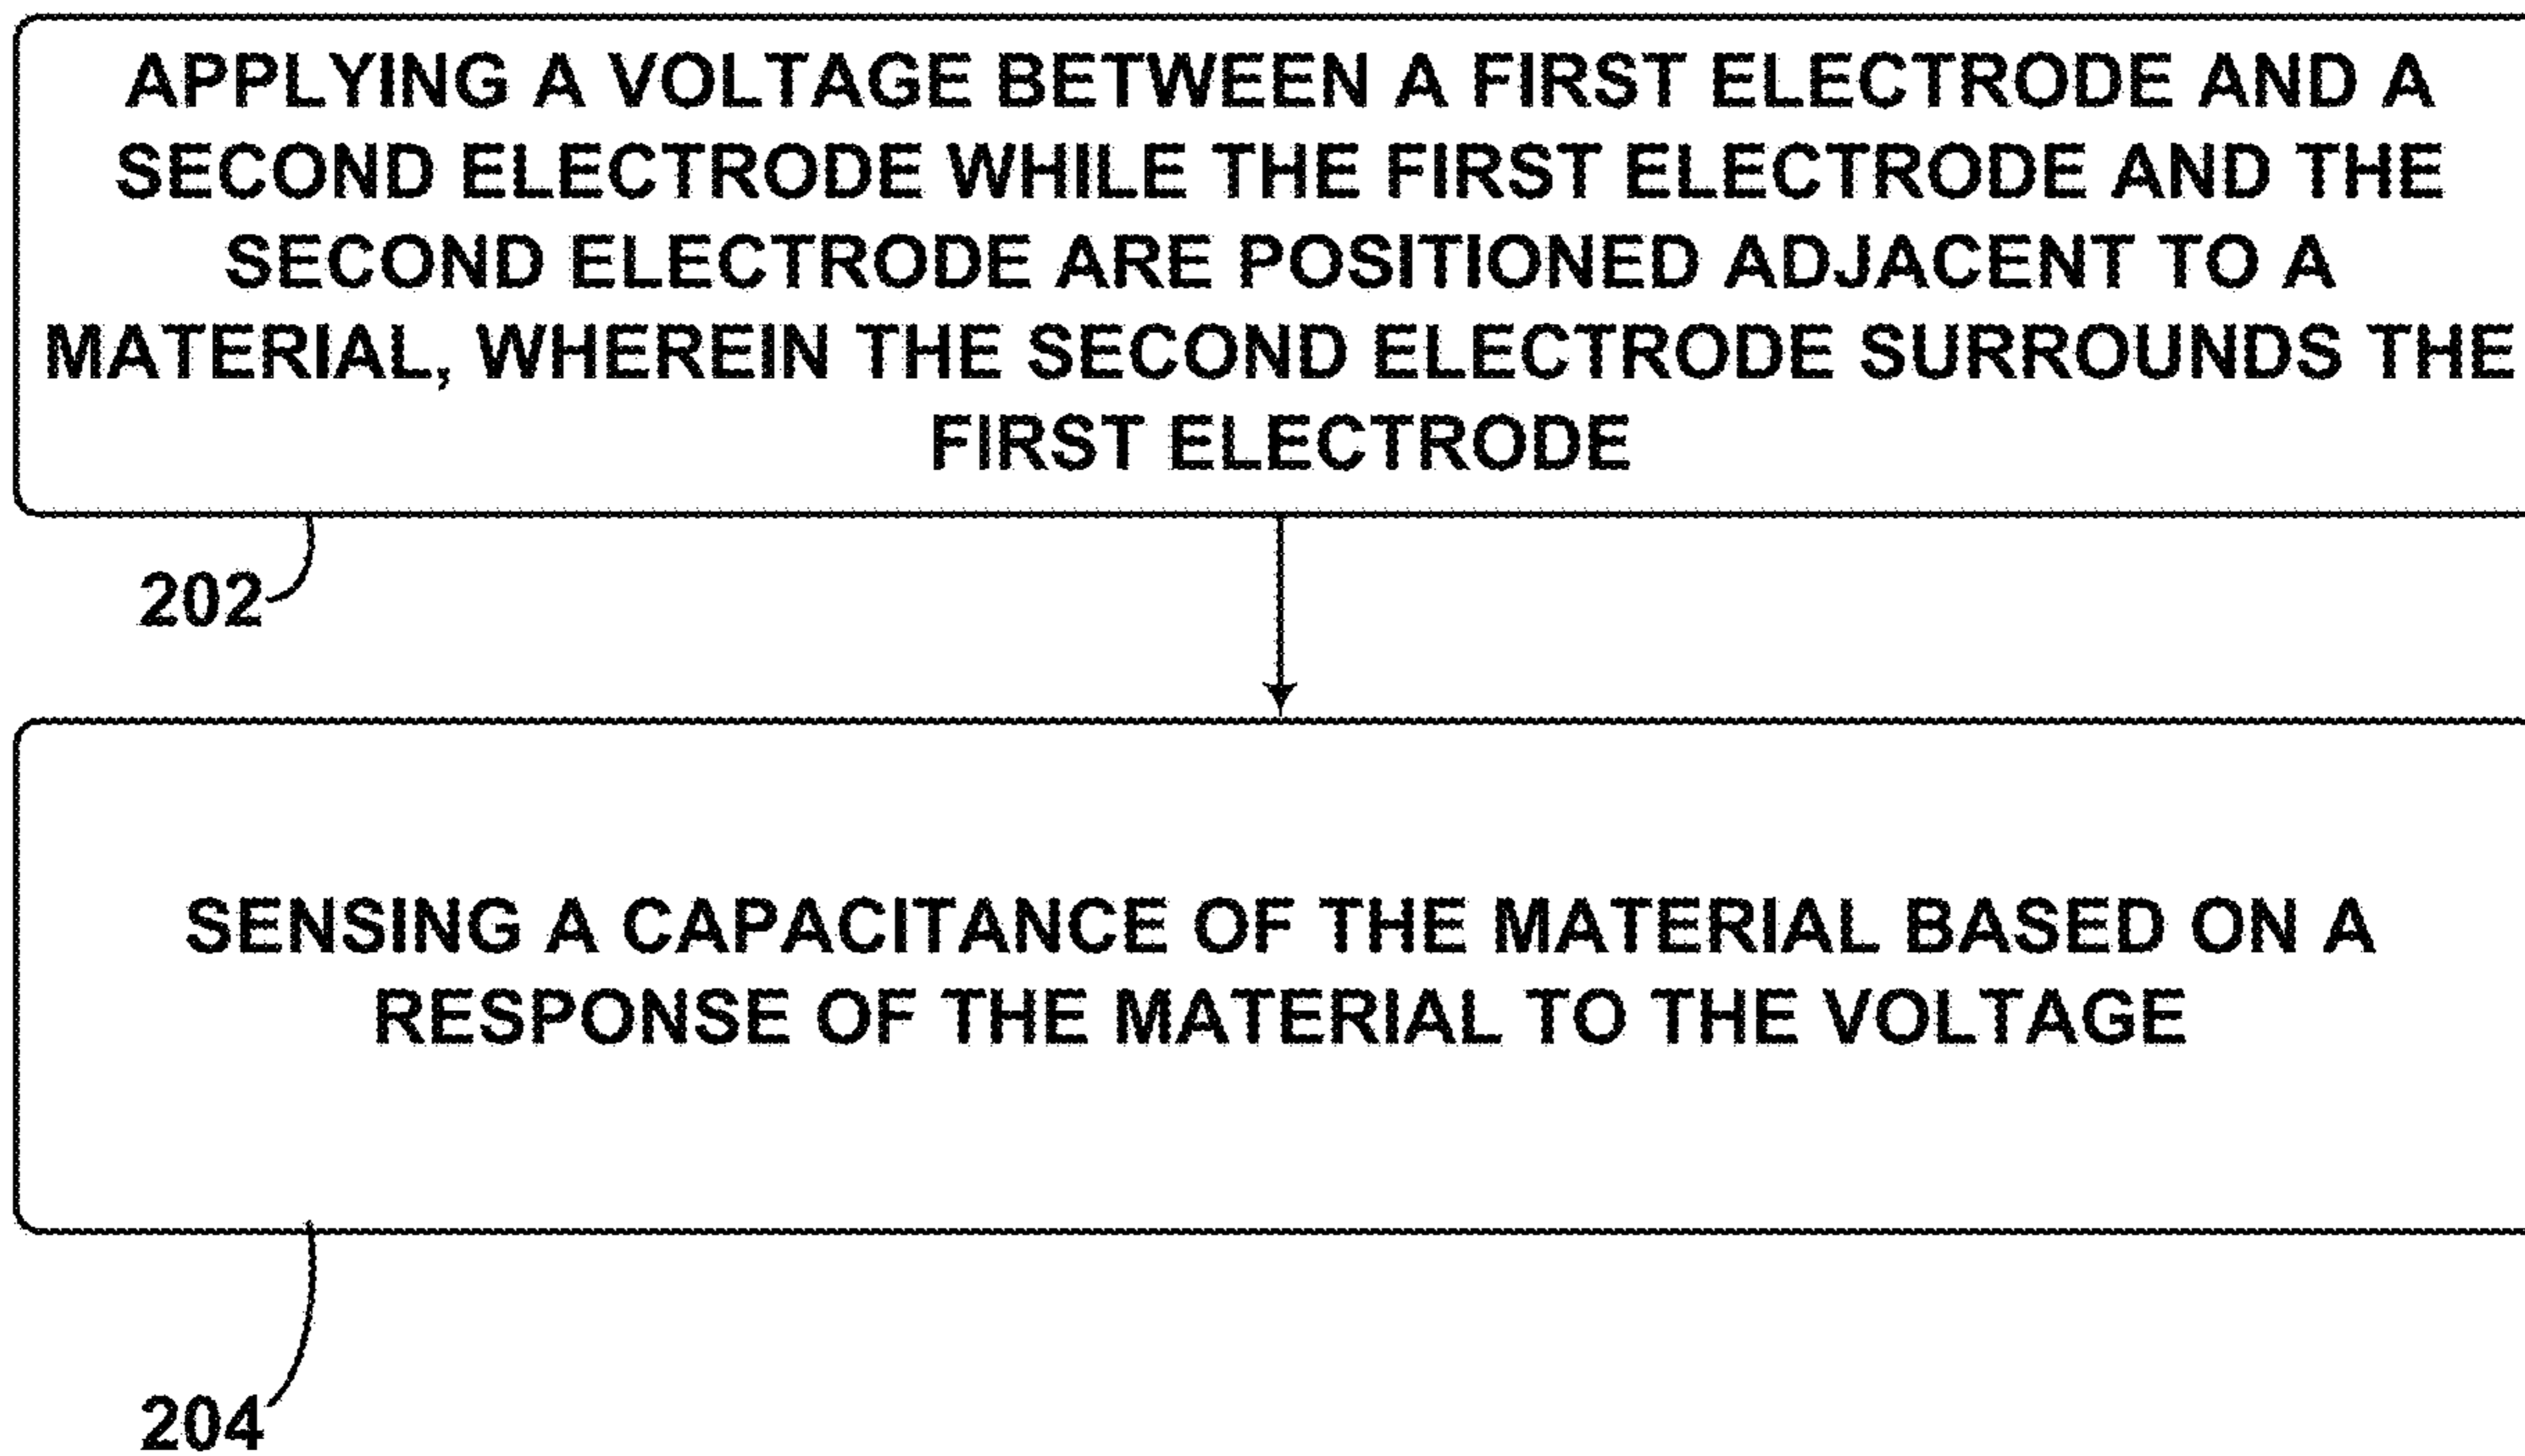 APPLYING A VOLTAGE BETWEEN A FIRST ELECTRODE AND A
SECOND ELECTRODE WHILE THE FIRST ELECTRODE AND THE
SECOND ELECTRODE ARE POSITIONED ADJACENT TO A
MATERIAL, WHEREIN THE SECOND ELECTRODE SURROUNDS THE
FIRST ELECTRODE
202
SENSING A CAPACITANCE OF THE MATERIAL BASED ON A
RESPONSE OF THE MATERIAL TO THE VOLTAGE
204